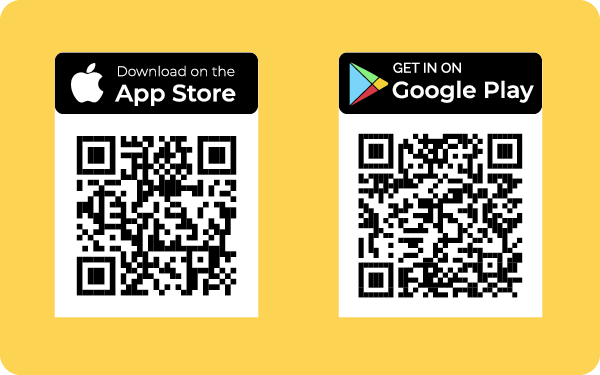 Download on the
App Store
GET IN ON
Google Play